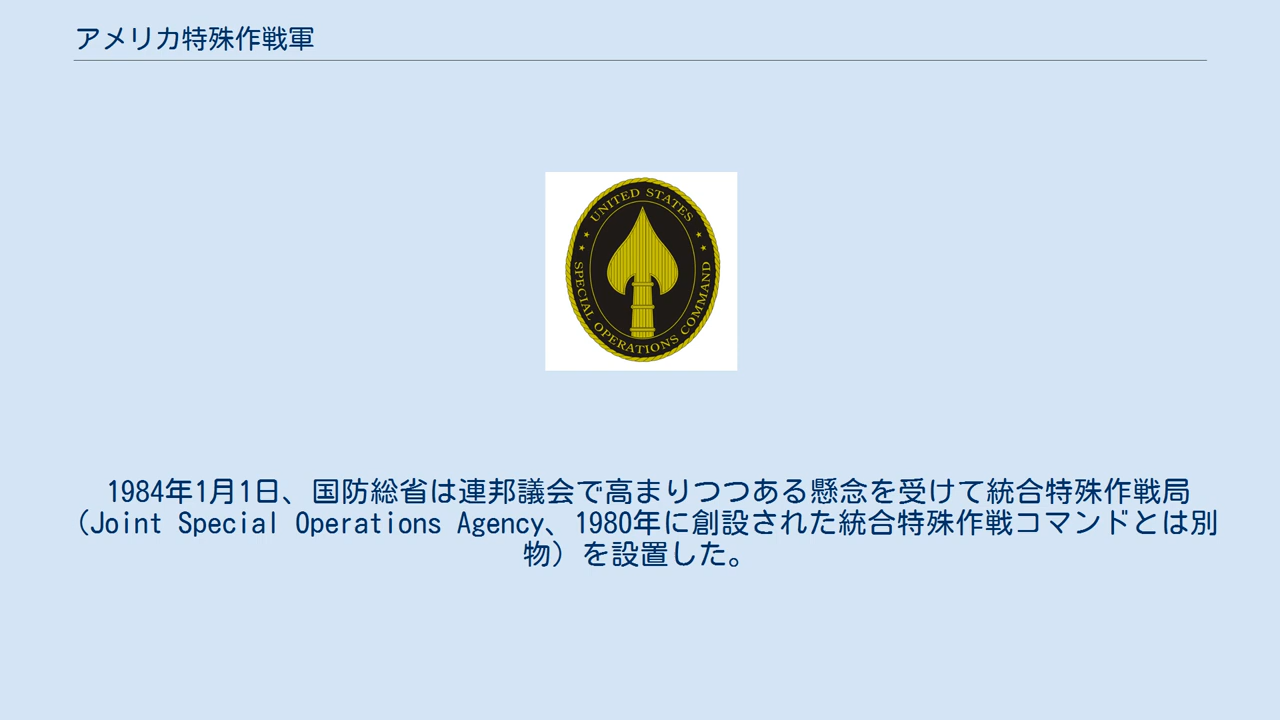 アメリカ特殊作戦軍
UNITED STATES
SPECIAL OPERATIONS COMMAND
1984年1月1日、国防総省は連邦議会で高まりつつある懸念を受けて統合特殊作戦局
（Joint Special Operations Agency、1980年に創設された統合特殊作戦コマンドとは別
物）を設置した。